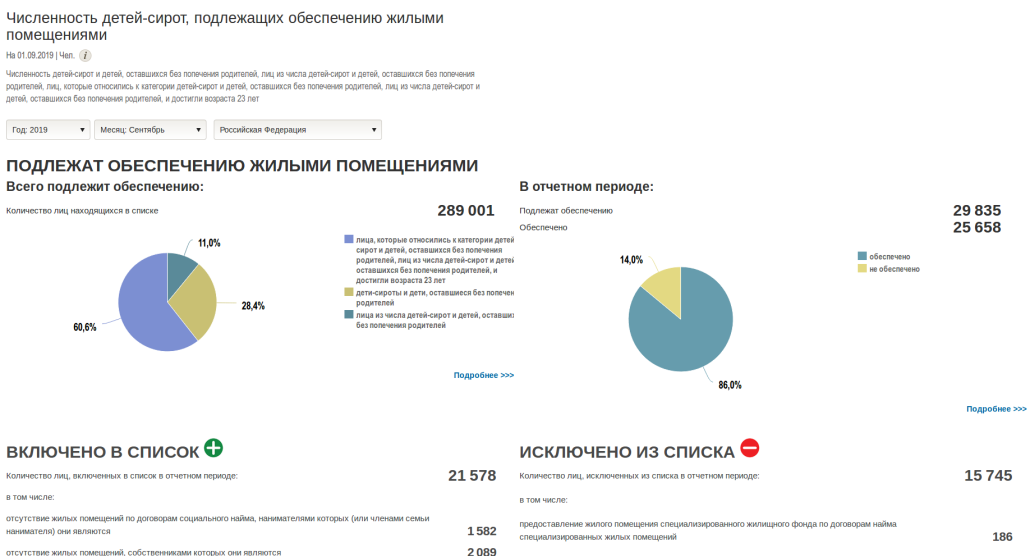 Численность детей-сирот, подлежащих обеспечению жилыми
помещениями
На 01.09.2019 | Чел. i
Численность детей-сирот и детей, оставшихся без попечения родителей, лиц из числа детей-сирот и детей, оставшихся без попечения
родителей, лиц, которые относились к категории детей-сирот и детей, оставшихся без попечения родителей, лиц из числа детей-сирот и
детей, оставшихся без попечения родителей, и достигли возраста 23 лет
Год: 2019 Месяц: Сентябрь Российская Федерация
ПОДЛЕЖАТ ОБЕСПЕЧЕНИЮ ЖИЛЫМИ ПОМЕЩЕНИЯМИ
Всего подлежит обеспечению:
Количество лиц находящихся в списке 289 001
11,0%
28,4%
60,6%
лица, которые относились к категории детей
сирот и детей, оставшихся без попечения
родителей, лиц из числа детей-сирот и детей
оставшихся без попечения родителей, и
достигли возраста 23 лет
дети-сироты и дети, оставшиеся без попечен
родителей
лица из числа детей-сирот и детей, оставших
без попечения родителей
Подробнее >>>
В отчетном периоде:
Подлежат обеспечению 29 835
Обеспечено 25 658
14,0%
86,0%
обеспечено
не обеспечено
Подробнее >>>
ВКЛЮЧЕНО В СПИСОК
Количество лиц, включенных в список в отчетном периоде: 21 578
в том числе:
отсутствие жилых помещений по договорам социального найма, нанимателями которых (или членами семьи
нанимателя) они являются 1 582
отсутствие жилых помещений, собственниками которых они являются 2 089
ИСКЛЮЧЕНО ИЗ СПИСКА
Количество лиц, исключенных из списка в отчетном периоде: 15 745
в том числе:
предоставление жилого помещения специализированного жилищного фонда по договорам найма
специализированных жилых помещений 186